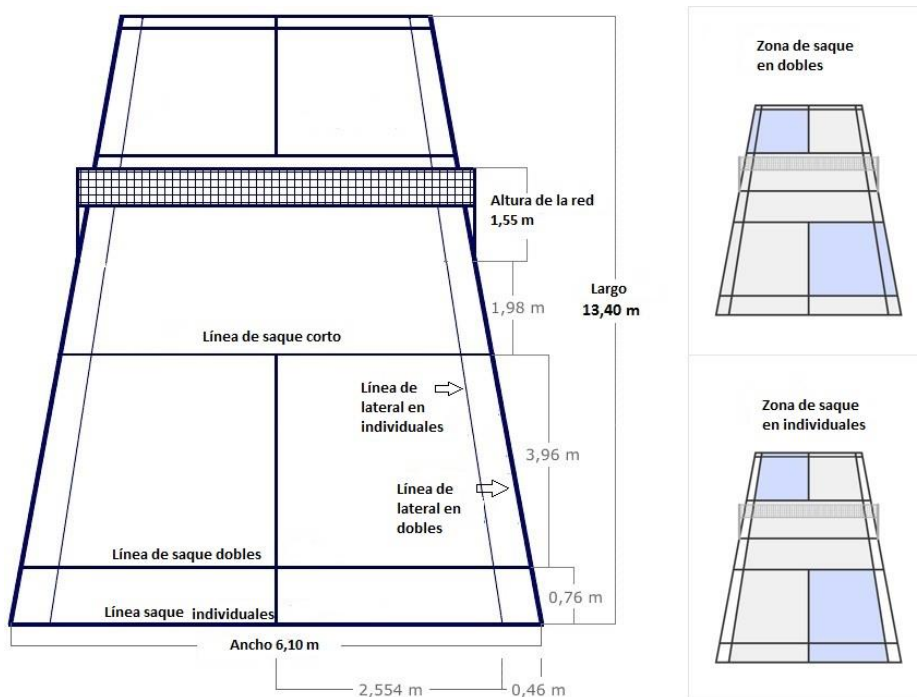 Altura de la red
1,55 m
Largo
13,40 m
1,98 m
Línea de saque corto
Línea de
lateral en
individuales
3,96 m
Línea de
lateral en
dobles
Línea de saque dobles
0,76 m
Línea saque individuales
Ancho 6,10 m
2,554 m
0,46 m
Zona de saque
en dobles
Zona de saque
en individuales